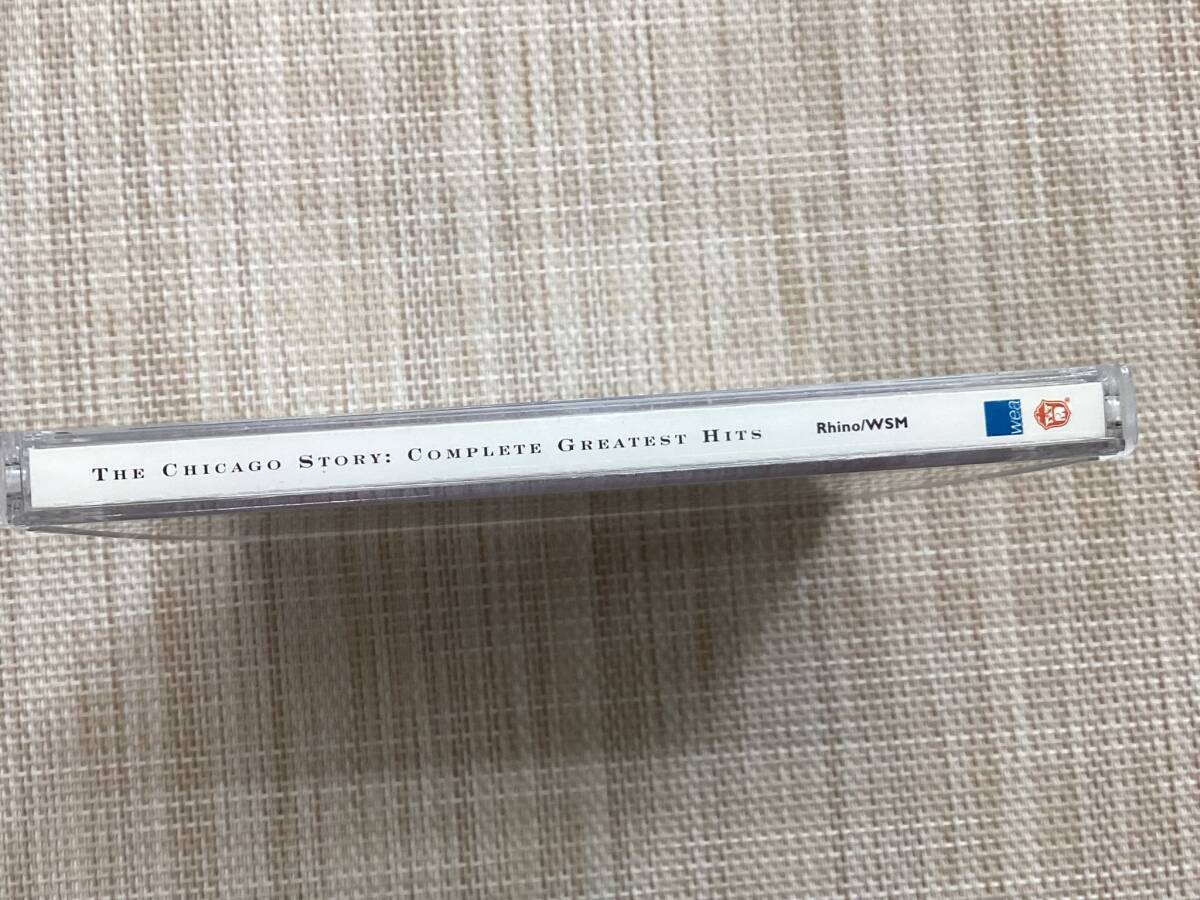 THE CHICAGO STORY: COMPLETE GREATEST HITS
Rhino/WSM
wea
R
®